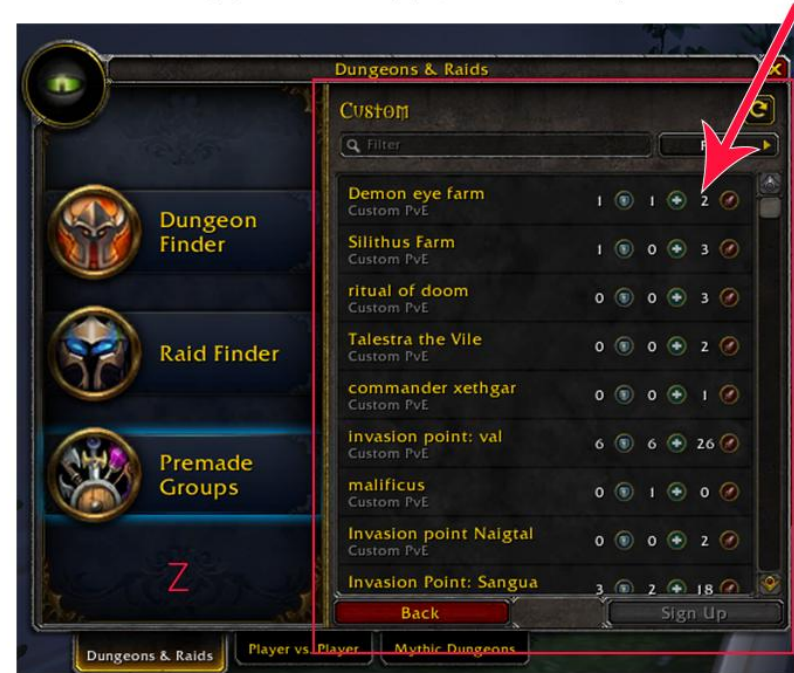 Dungeons & Raids
Custom
Filter
Dungeon
Finder
Raid Finder
Premade
Groups
Z
Demon eye farm
1 1 2
Custom PvE
Silithus Farm
1 0 3
Custom PvE
ritual of doom
0 0 3
Custom PvE
Talestra the Vile
0 0 2
Custom PvE
commander xethgar
0 0 1
Custom PvE
invasion point: val
6 6 26
Custom PvE
malificus
0 1 0
Custom PvE
Invasion point Naigtal
0 0 2
Custom PvE
Invasion Point: Sangua
3 2 18
Back
Sign Up
Dungeons & Raids
Player vs. Player
Mythic Dungeons